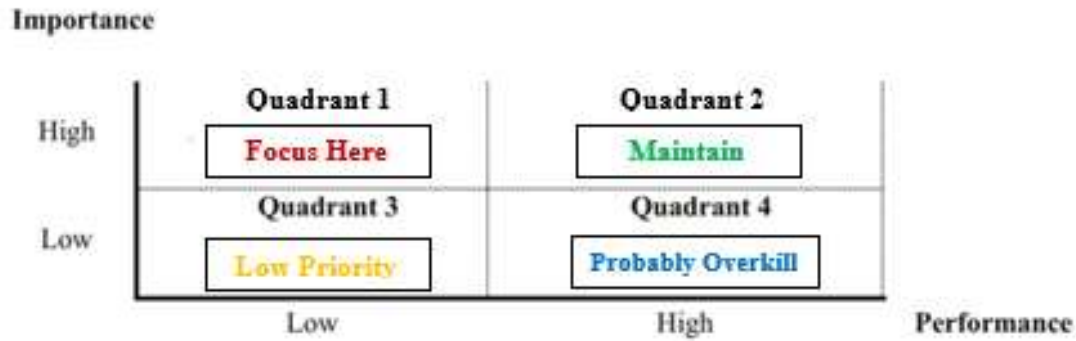 Importance
Quadrant 1
Quadrant 2
High
Focus Here
Maintain
Quadrant 3
Quadrant 4
Low
Low Priority
Probably Overkill
Low
High
Performance